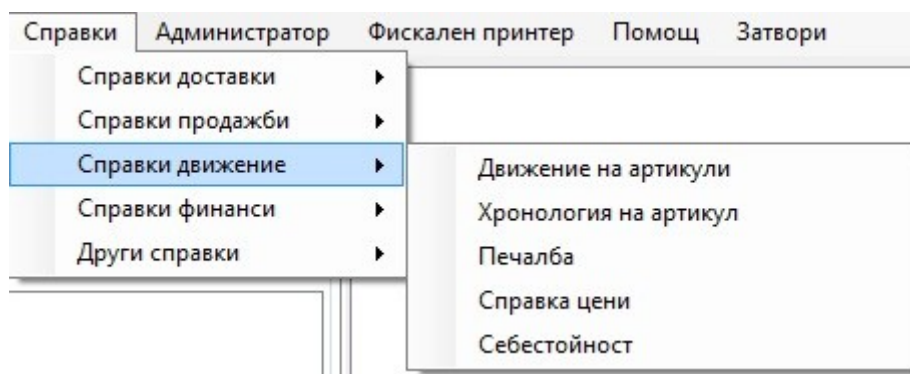 Справки Администратор Фискален принтер Помощ Затвори
Справки доставки
Справки продажби
Справки движение
Справки финанси
Други справки
Движение на артикули
Хронология на артикул
Печалба
Справка цени
Себестойност